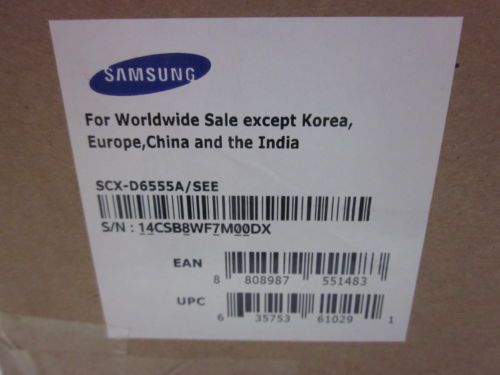 SAMSUNG
For Worldwide Sale except Korea,
Europe,China and the India
SCX-D6555A/SEE
S/N : 14CSB8WF7M00DX
EAN
8 808987 551483
UPC
6 35753 61029 1